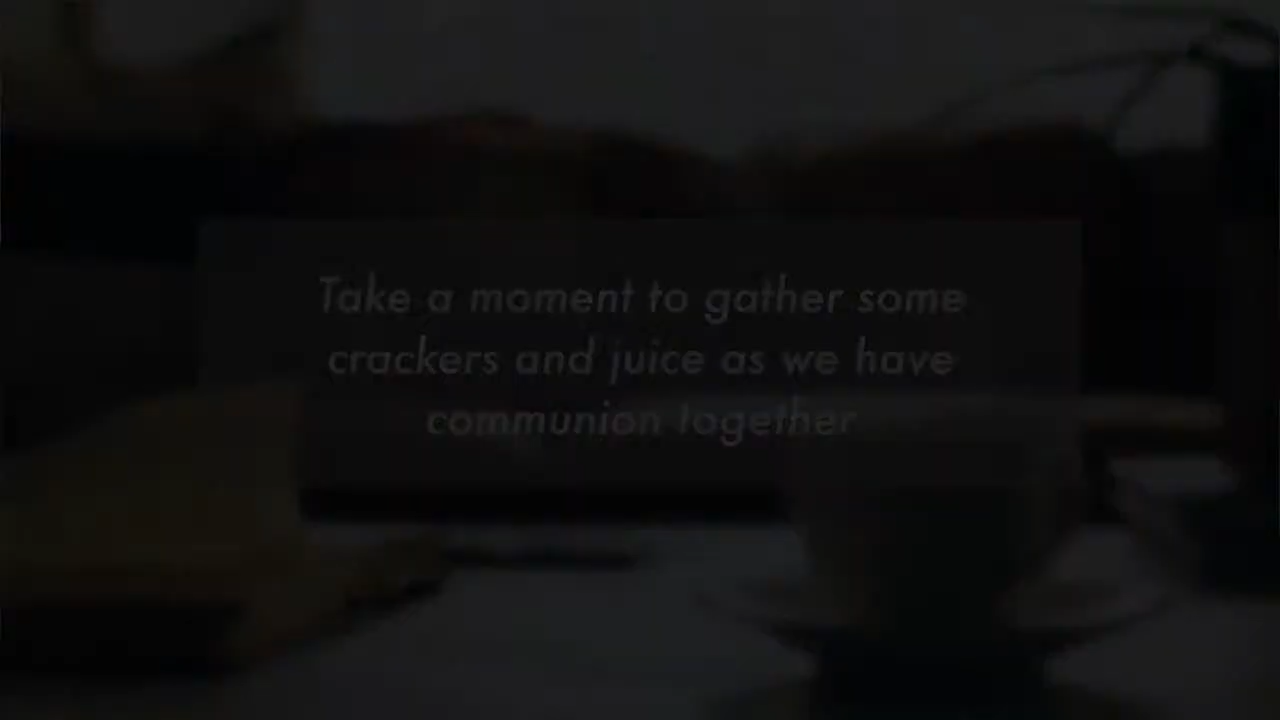 Take a moment to gather some
crackers and juice as we have
communion together